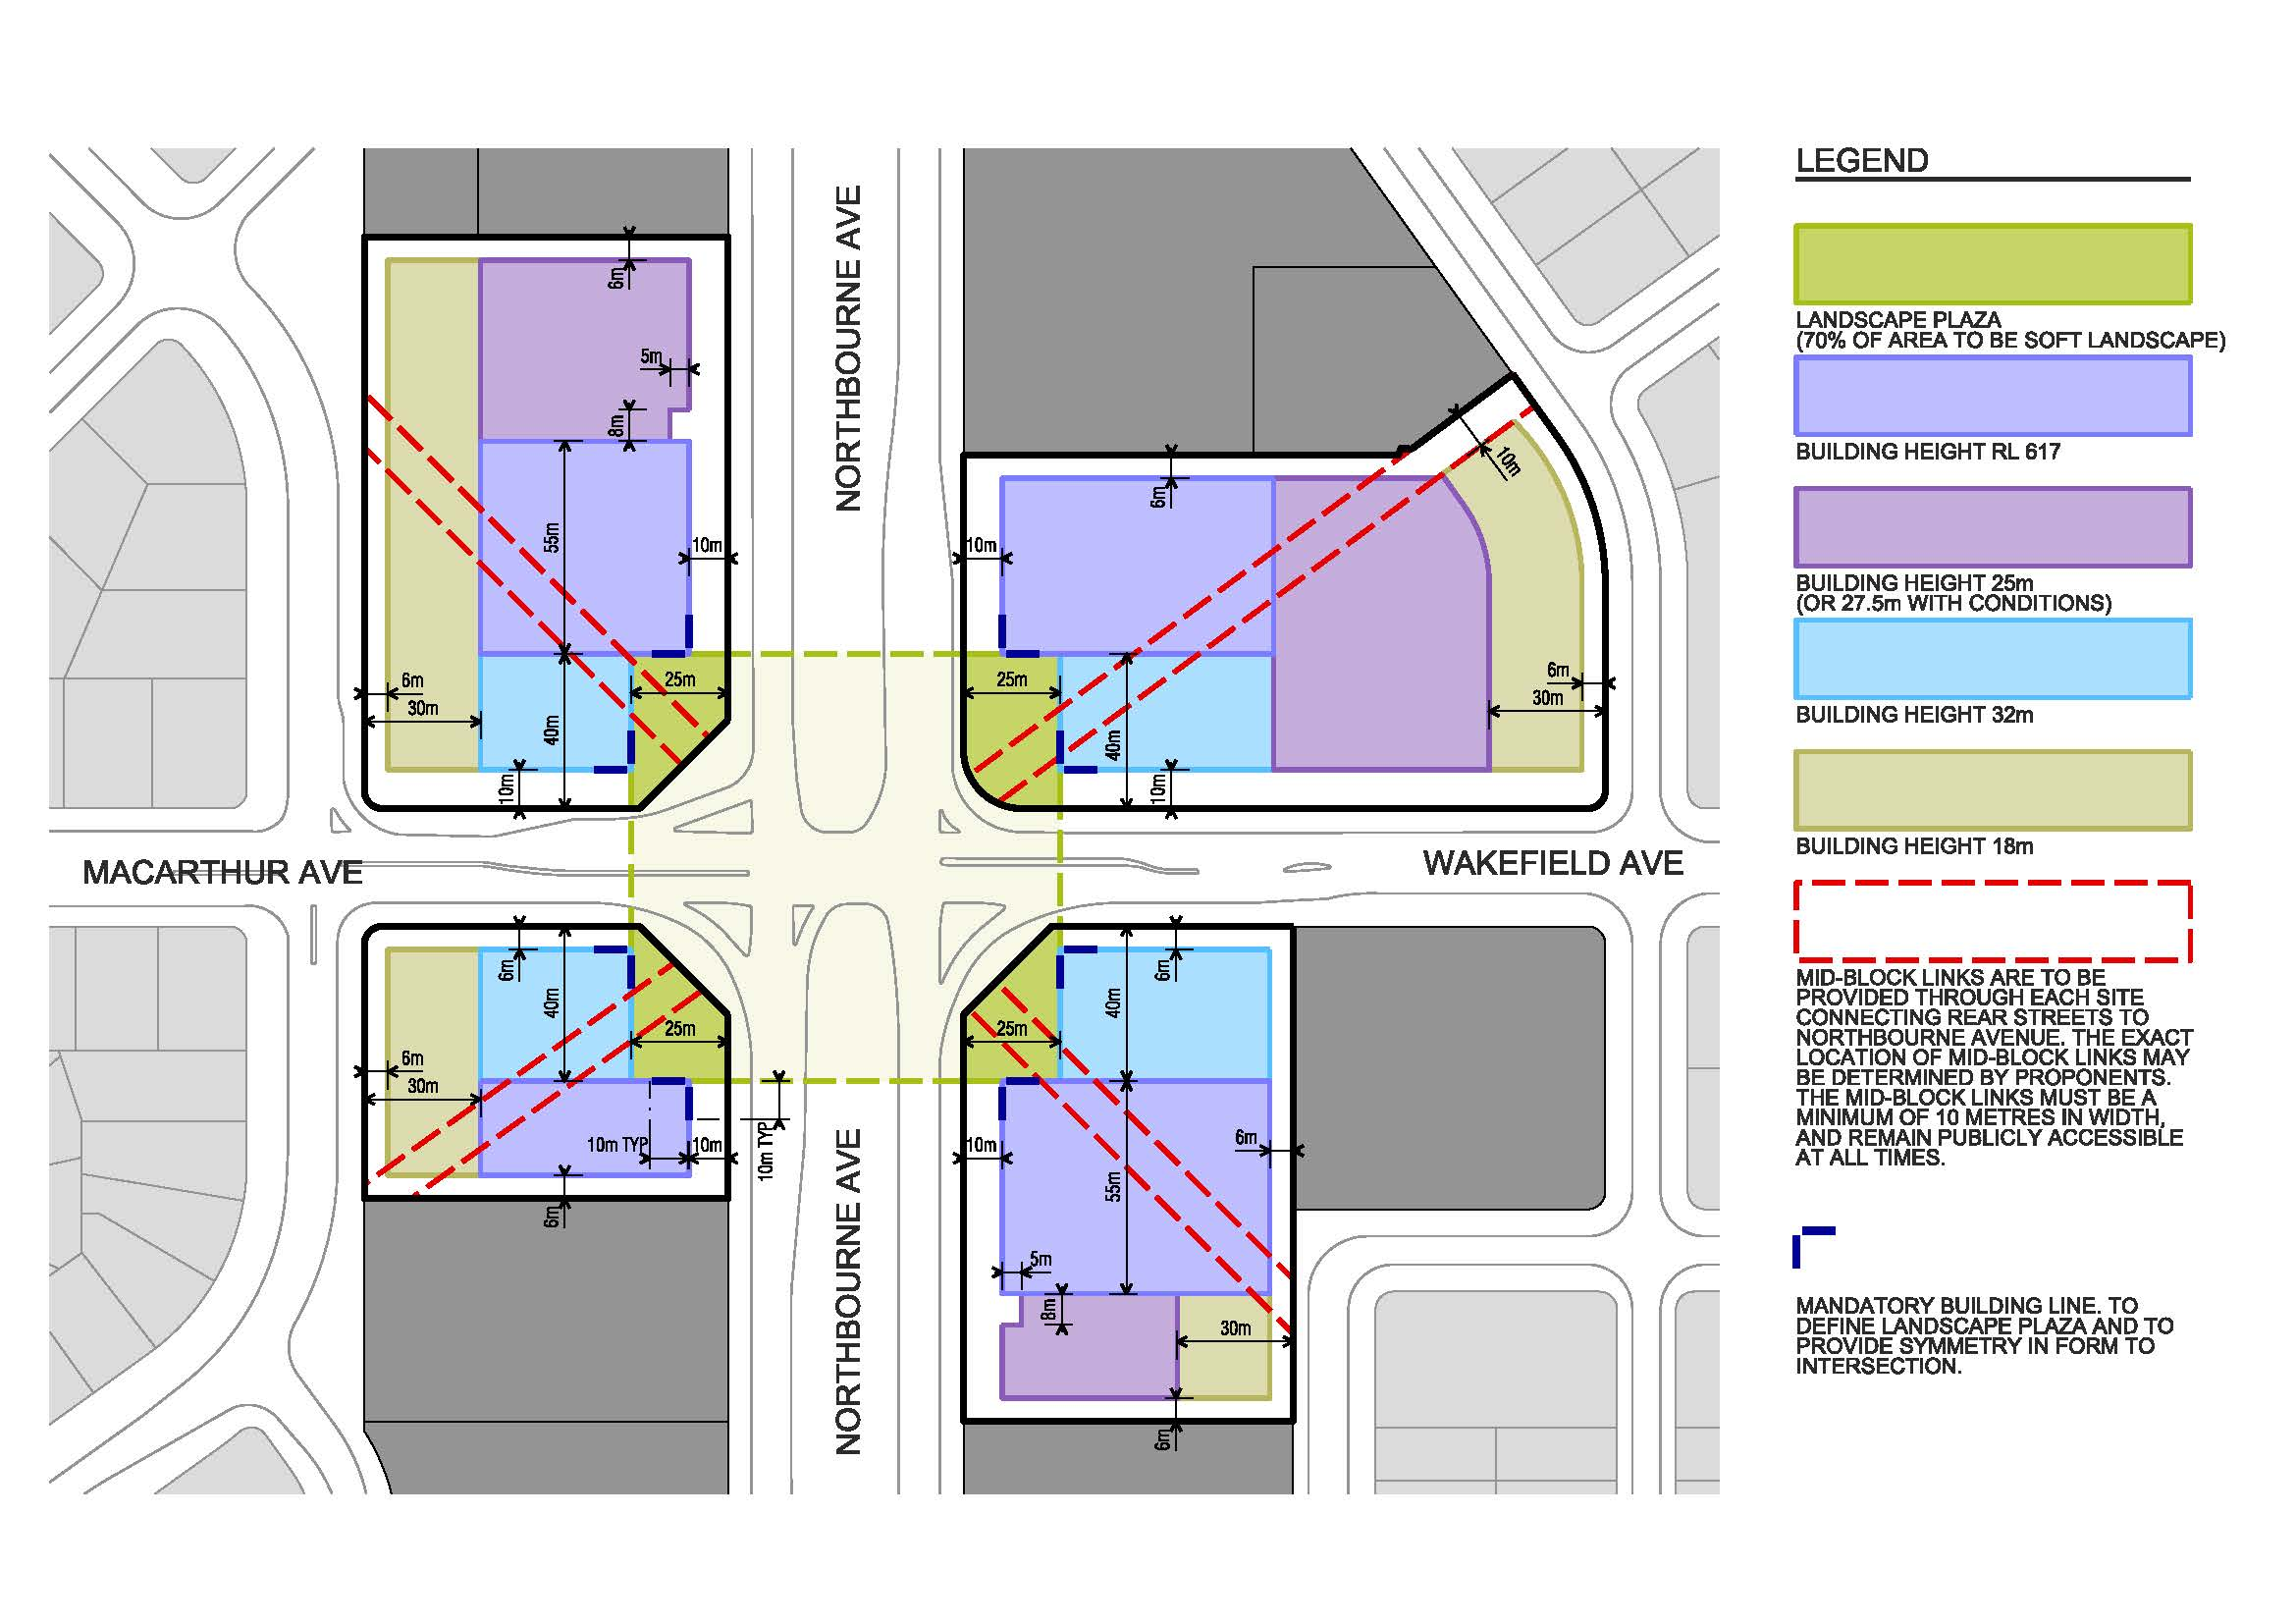 LEGEND
LANDSCAPE PLAZA
(70% OF AREA TO BE SOFT LANDSCAPE)
BUILDING HEIGHT RL 617
BUILDING HEIGHT 25m
(OR 27.5m WITH CONDITIONS)
BUILDING HEIGHT 32m
BUILDING HEIGHT 18m
MID-BLOCK LINKS ARE TO BE
PROVIDED THROUGH EACH SITE
CONNECTING REAR STREETS TO
NORTHBOURNE AVENUE. THE EXACT
LOCATION OF MID-BLOCK LINKS MAY
BE DETERMINED BY PROPONENTS.
THE MID-BLOCK LINKS MUST BE A
MINIMUM OF 10 METRES IN WIDTH,
AND REMAIN PUBLICLY ACCESSIBLE
AT ALL TIMES.
MANDATORY BUILDING LINE. TO
DEFINE LANDSCAPE PLAZA AND TO
PROVIDE SYMMETRY IN FORM TO
INTERSECTION.
NORTHBOURNE AVE
MACARTHUR AVE
WAKEFIELD AVE
NORTHBOURNE AVE
6m
5m
8m
55m
10m
6m
30m
25m
40m
10m
6m
10m
10m
25m
40m
10m
6m
30m
6m
40m
6m
30m
25m
10m TYP
10m
10m TYP
6m
6m
40m
25m
10m
6m
55m
5m
8m
30m
6m